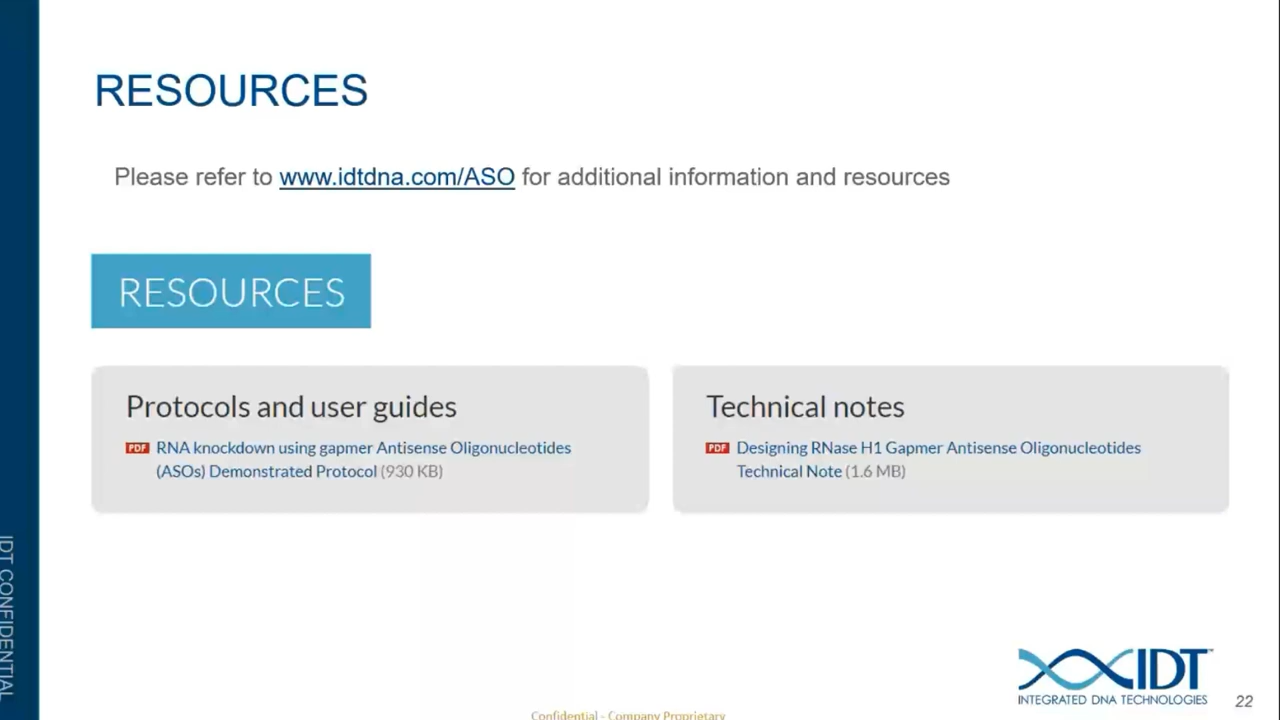 RESOURCES
Please refer to www.idtdna.com/ASO for additional information and resources
RESOURCES
Protocols and user guides
PDF RNA knockdown using gapmer Antisense Oligonucleotides
(ASOs) Demonstrated Protocol (930 KB)
Technical notes
PDF Designing RNase H1 Gapmer Antisense Oligonucleotides
Technical Note (1.6 MB)
IDT CONFIDENTIAL
IDT™
INTEGRATED DNA TECHNOLOGIES
22
Confidential - Company Proprietary